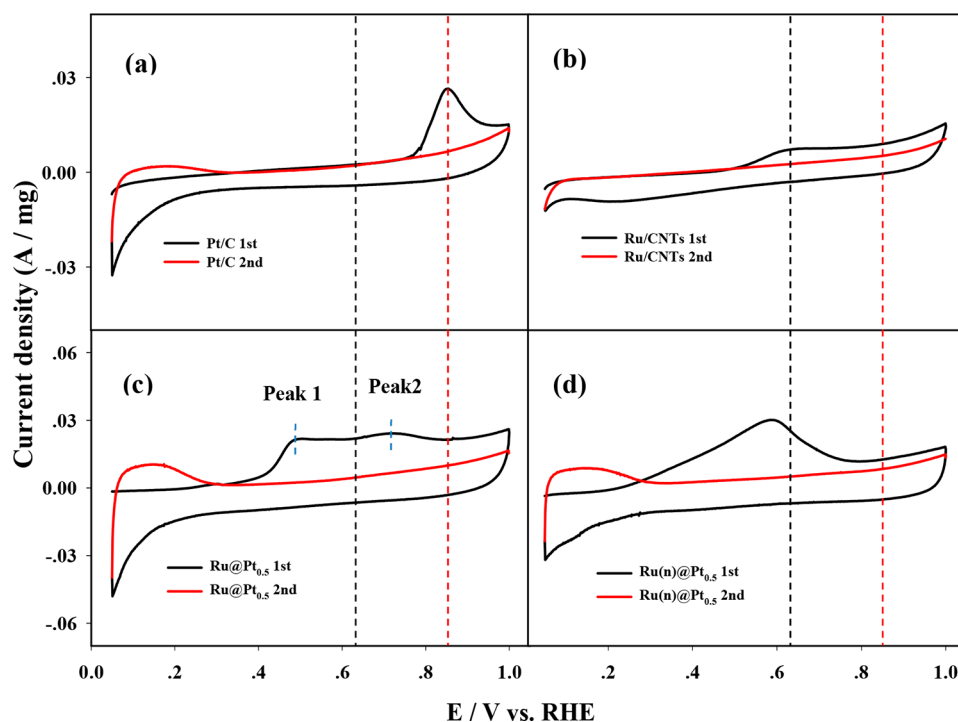 Current density (A / mg)
(a)
.03
0.00
-.03
Pt/C 1st
Pt/C 2nd
(b)
Ru/CNTs 1st
Ru/CNTs 2nd
(c)
.06
.03
0.00
-.03
-.06
Peak 1
Peak2
Ru@Pt0.5 1st
Ru@Pt0.5 2nd
(d)
Ru(n)@Pt0.5 1st
Ru(n)@Pt0.5 2nd
0.0 .2 .4 .6 .8 1.0
.2 .4 .6 .8 1.0
E / V vs. RHE